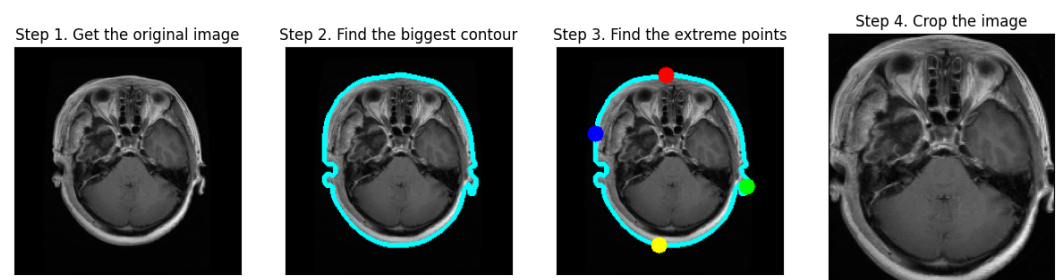 Step 1. Get the original image
Step 2. Find the biggest contour
Step 3. Find the extreme points
Step 4. Crop the image